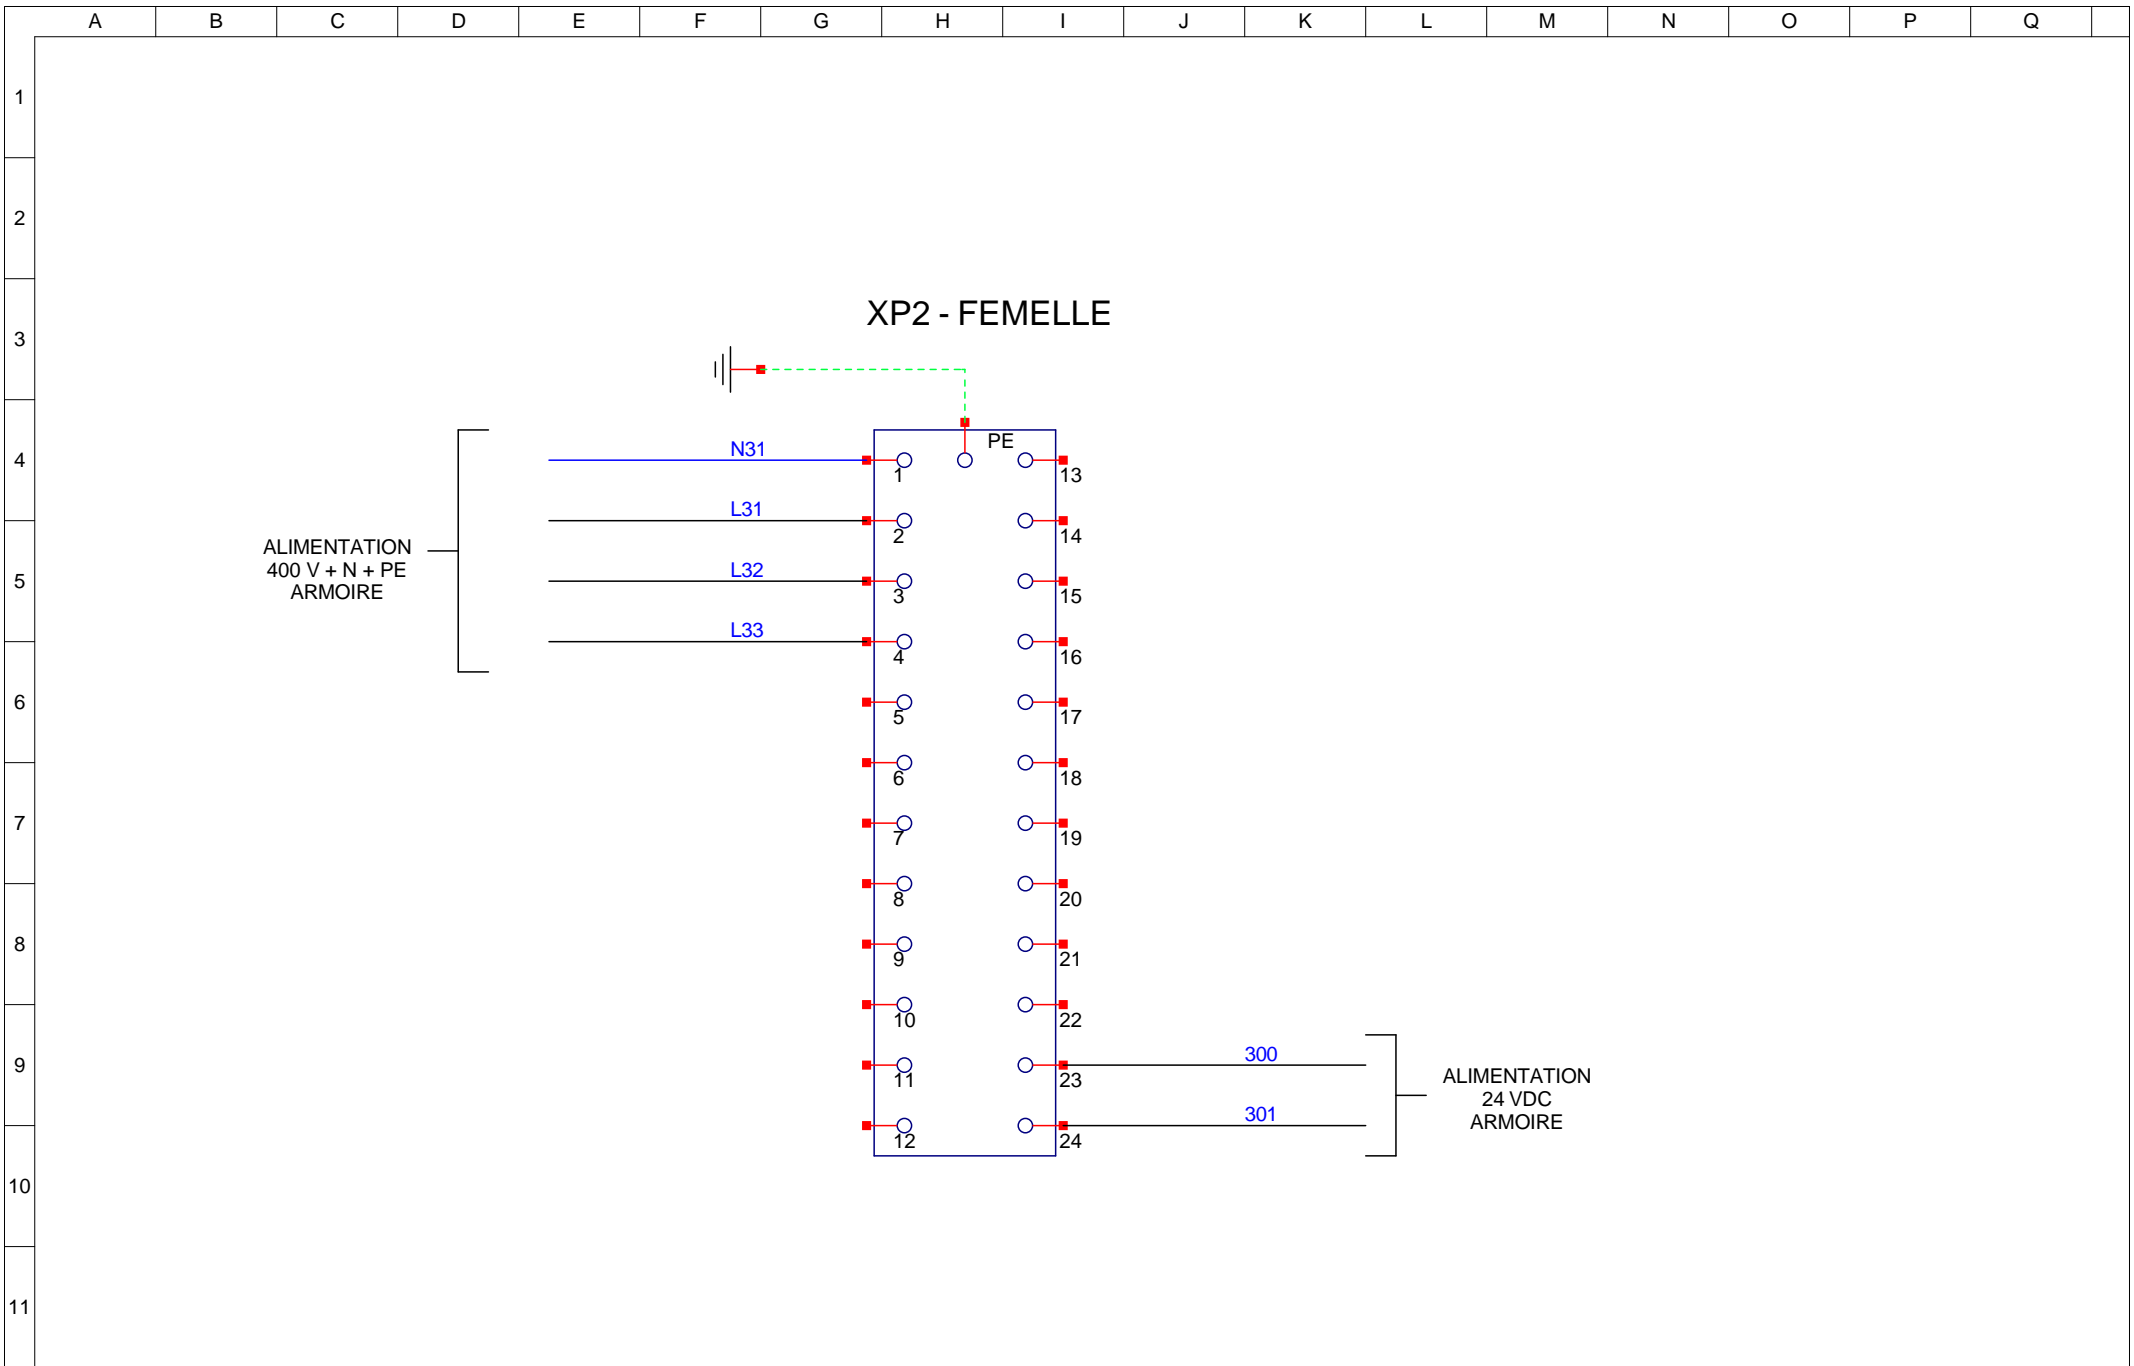 A B C D E F G H I J K L M N O P Q
1
2
3
4
5
6
7
8
9
10
11
XP2 - FEMELLE
PE
ALIMENTATION
400 V + N + PE
ARMOIRE
N31
L31
L32
L33
1
2
3
4
5
6
7
8
9
10
11
12
13
14
15
16
17
18
19
20
21
22
23
24
300
301
ALIMENTATION
24 VDC
ARMOIRE